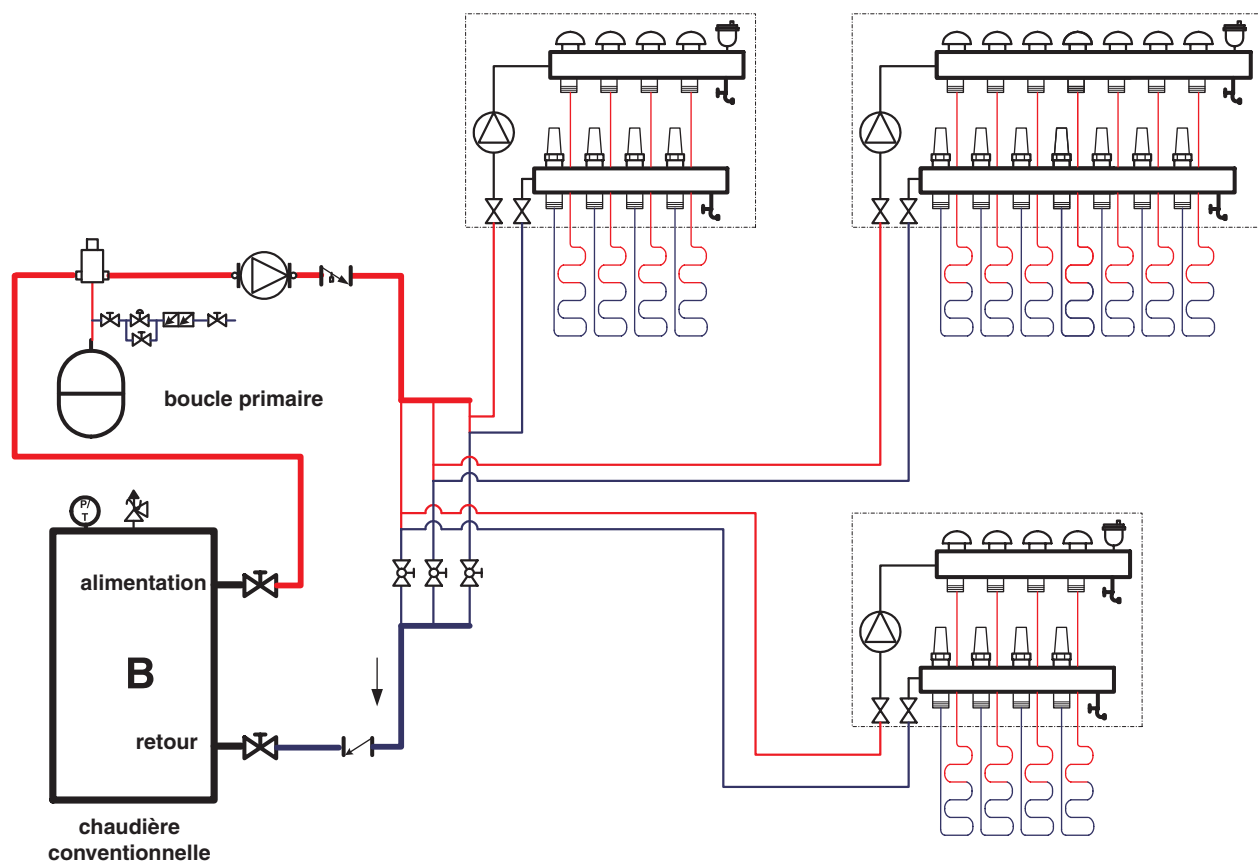 boucle primaire
P/
T
alimentation
B
retour
chaudière
conventionnelle